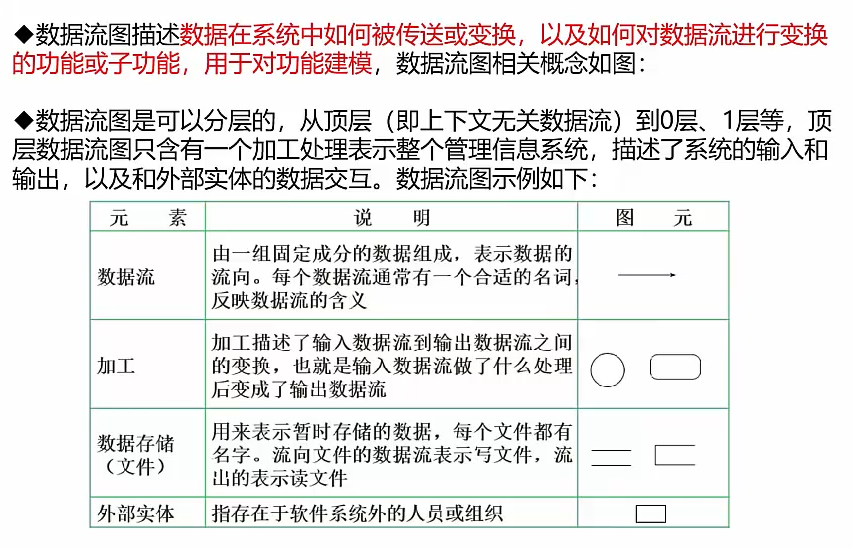 ◆数据流图描述数据在系统中如何被传送或变换，以及如何对数据流进行变换
的功能或子功能，用于对功能建模，数据流图相关概念如图：
◆数据流图是可以分层的，从顶层（即上下文无关数据流）到0层、1层等，顶
层数据流图只含有一个加工处理表示整个管理信息系统，描述了系统的输入和
输出，以及和外部实体的数据交互。数据流图示例如下：
元 素 说 明 图 元
数据流
由一组固定成分的数据组成，表示数据的
流向。每个数据流通常有一个合适的名词，
反映数据流的含义
加工
加工描述了输入数据流到输出数据流之间
的变换，也就是输入数据流做了什么处理
后变成了输出数据流
数据存储
（文件）
用来表示暂时存储的数据，每个文件都有
名字。流向文件的数据流表示写文件，流
出的表示读文件
外部实体 指存在于软件系统外的人员或组织